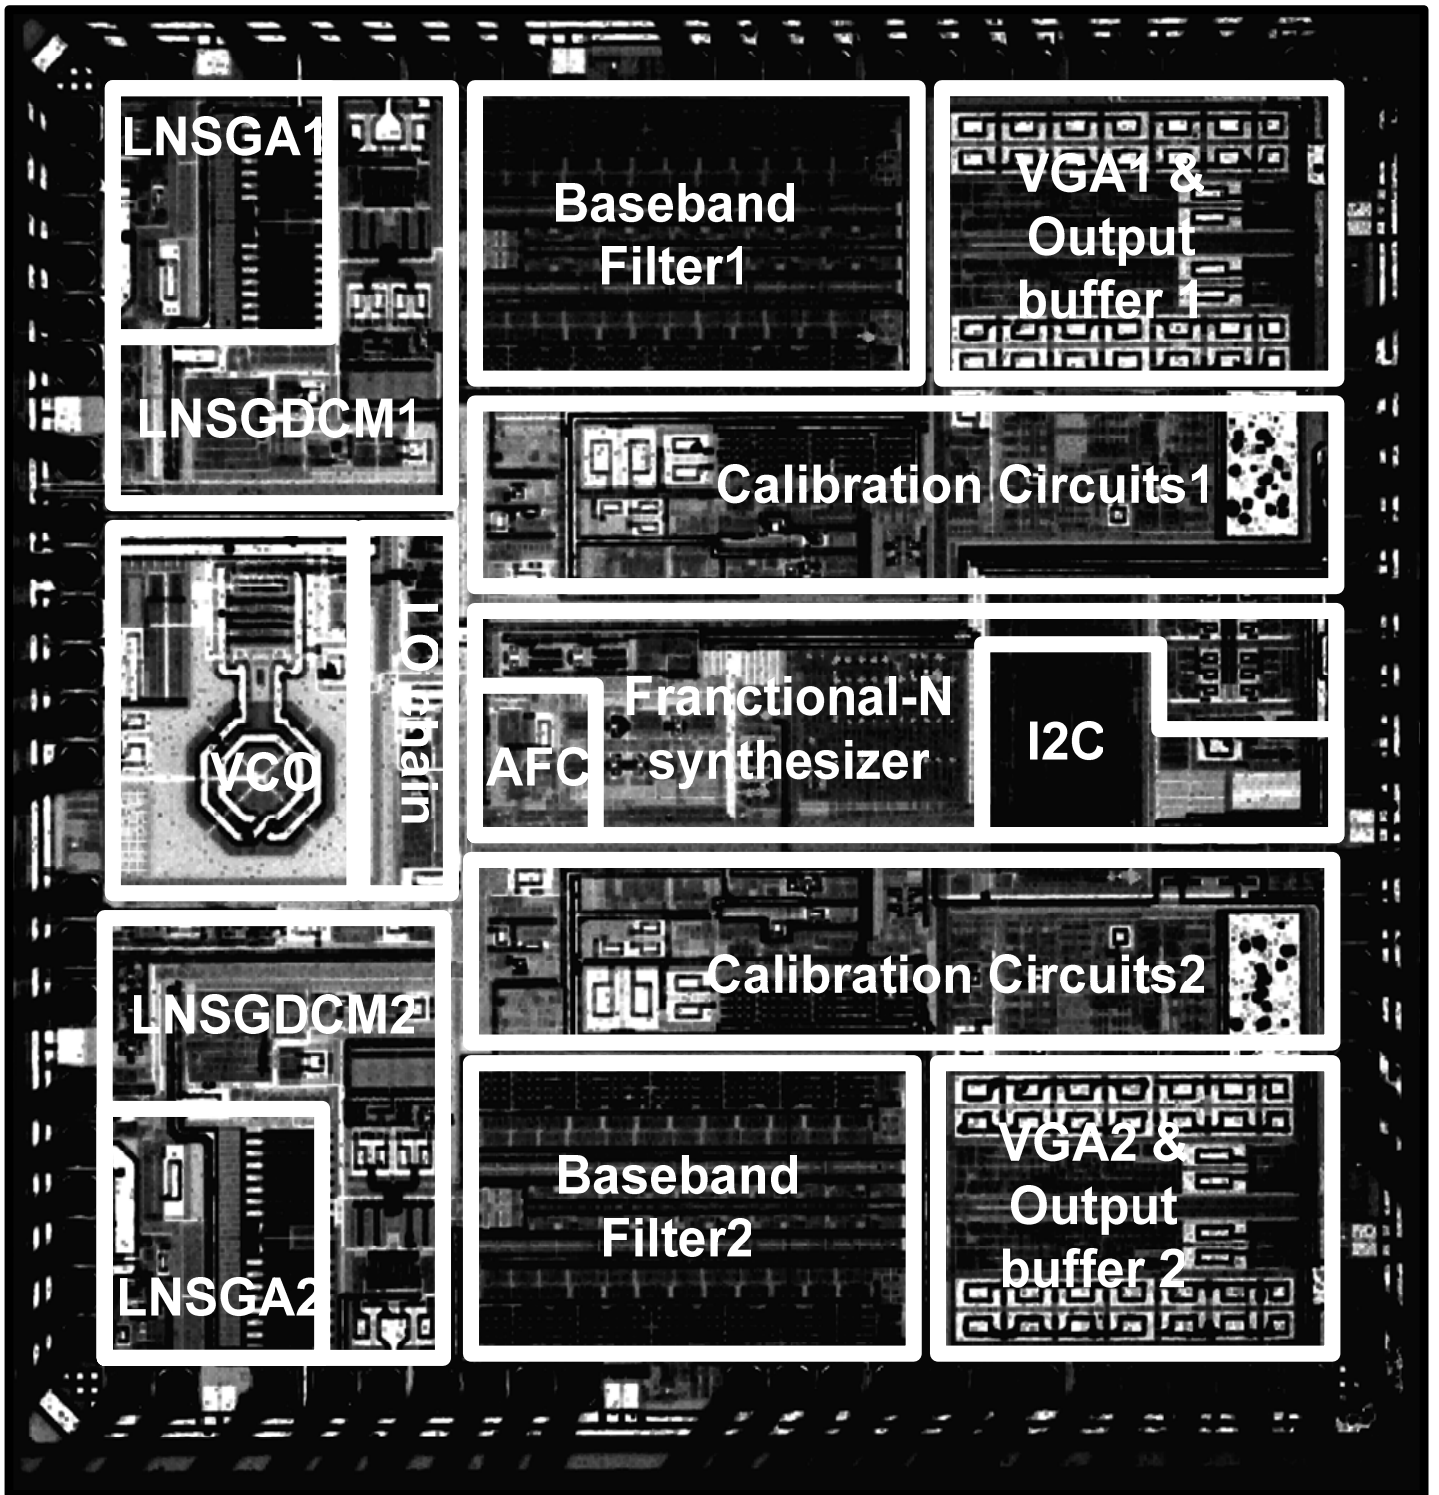 LNSGA1
LNSGDCM1
Baseband
Filter1
VGA1 &
Output
buffer 1
Calibration Circuits1
VCO
LO chain
Franctional-N
synthesizer
AFC
I2C
Calibration Circuits2
LNSGDCM2
LNSGA2
Baseband
Filter2
VGA2 &
Output
buffer 2